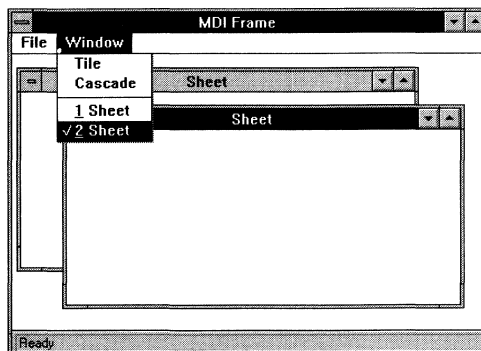 MDI Frame
File Window
Tile
Cascade
Sheet
1 Sheet
✓2 Sheet
Sheet
Ready